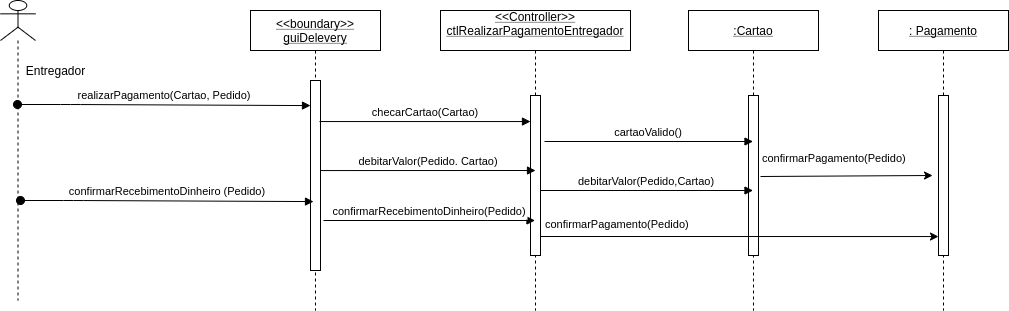 <<boundary>>
guiDelevery
<<Controller>>
ctlRealizarPagamentoEntregador
:Cartao
: Pagamento
Entregador
realizarPagamento(Cartao, Pedido)
checarCartao(Cartao)
cartaoValido()
debitarValor(Pedido. Cartao)
confirmarPagamento(Pedido)
debitarValor(Pedido,Cartao)
confirmarRecebimentoDinheiro (Pedido)
confirmarRecebimentoDinheiro(Pedido)
confirmarPagamento(Pedido)